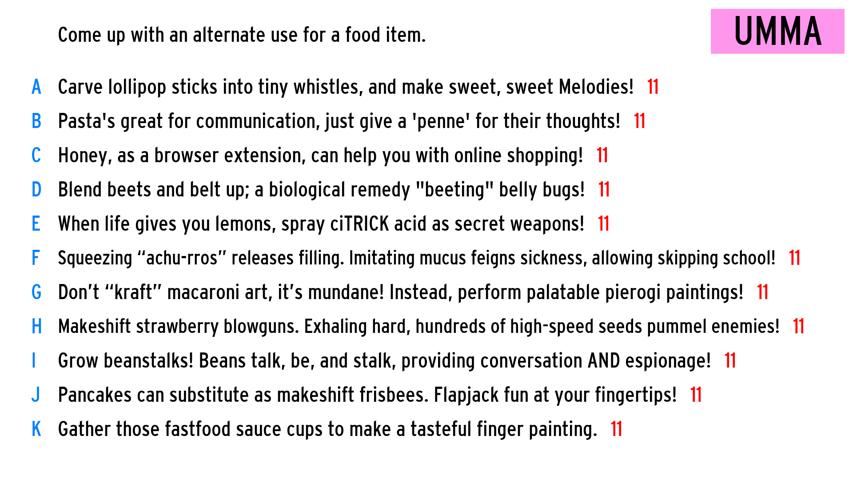 Come up with an alternate use for a food item.
UMMA
A Carve lollipop sticks into tiny whistles, and make sweet, sweet Melodies! 11
B Pasta's great for communication, just give a 'penne' for their thoughts! 11
C Honey, as a browser extension, can help you with online shopping! 11
D Blend beets and belt up; a biological remedy "beeting" belly bugs! 11
E When life gives you lemons, spray ciTRICK acid as secret weapons! 11
F Squeezing “achu-rros” releases filling. Imitating mucus feigns sickness, allowing skipping school! 11
G Don’t “kraft” macaroni art, it’s mundane! Instead, perform palatable pierogi paintings! 11
H Makeshift strawberry blowguns. Exhaling hard, hundreds of high-speed seeds pummel enemies! 11
I Grow beanstalks! Beans talk, be, and stalk, providing conversation AND espionage! 11
J Pancakes can substitute as makeshift frisbees. Flapjack fun at your fingertips! 11
K Gather those fastfood sauce cups to make a tasteful finger painting. 11